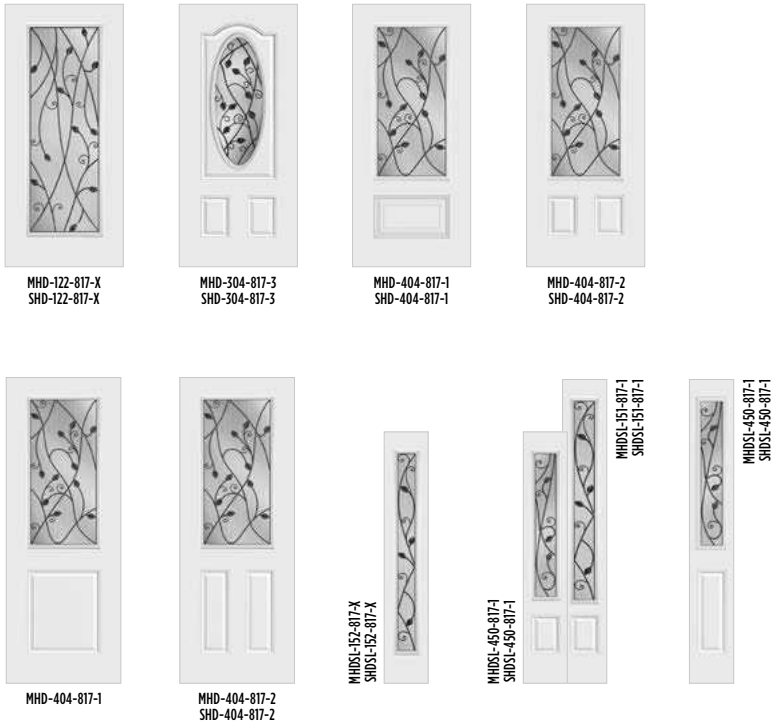 MHD-122-817-X
SHD-122-817-X
MHD-304-817-3
SHD-304-817-3
MHD-404-817-1
SHD-404-817-1
MHD-404-817-2
SHD-404-817-2
MHDSL-151-817-1
SHDSL-151-817-1
MHDSL-450-817-1
SHDSL-450-817-1
MHDSL-152-817-X
SHDSL-152-817-X
MHDSL-450-817-1
SHDSL-450-817-1
MHD-404-817-1
MHD-404-817-2
SHD-404-817-2